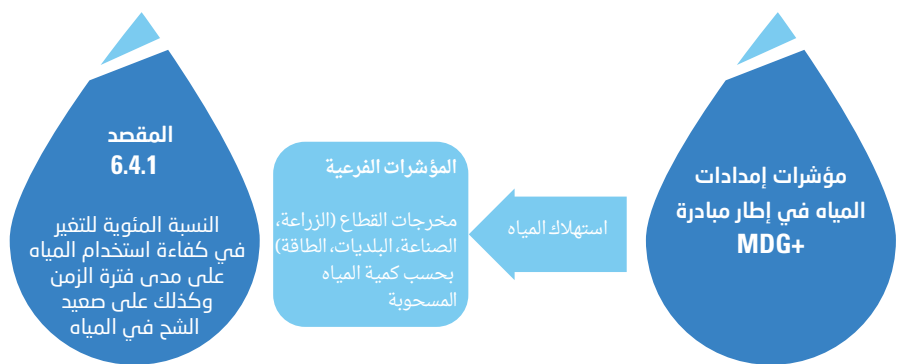 مؤشرات إمدادات
المياه في إطار مبادرة
MDG+
استهلاك المياه
المؤشرات الفرعية
مخرجات القطاع (الزراعة،
الصناعة، البلديات، الطاقة)
بحسب كمية المياه
المسحوبة
المقصد
6.4.1
النسبة المئوية للتغير
في كفاءة استخدام المياه
على مدى فترة الزمن
وكذلك على صعيد
الشح في المياه